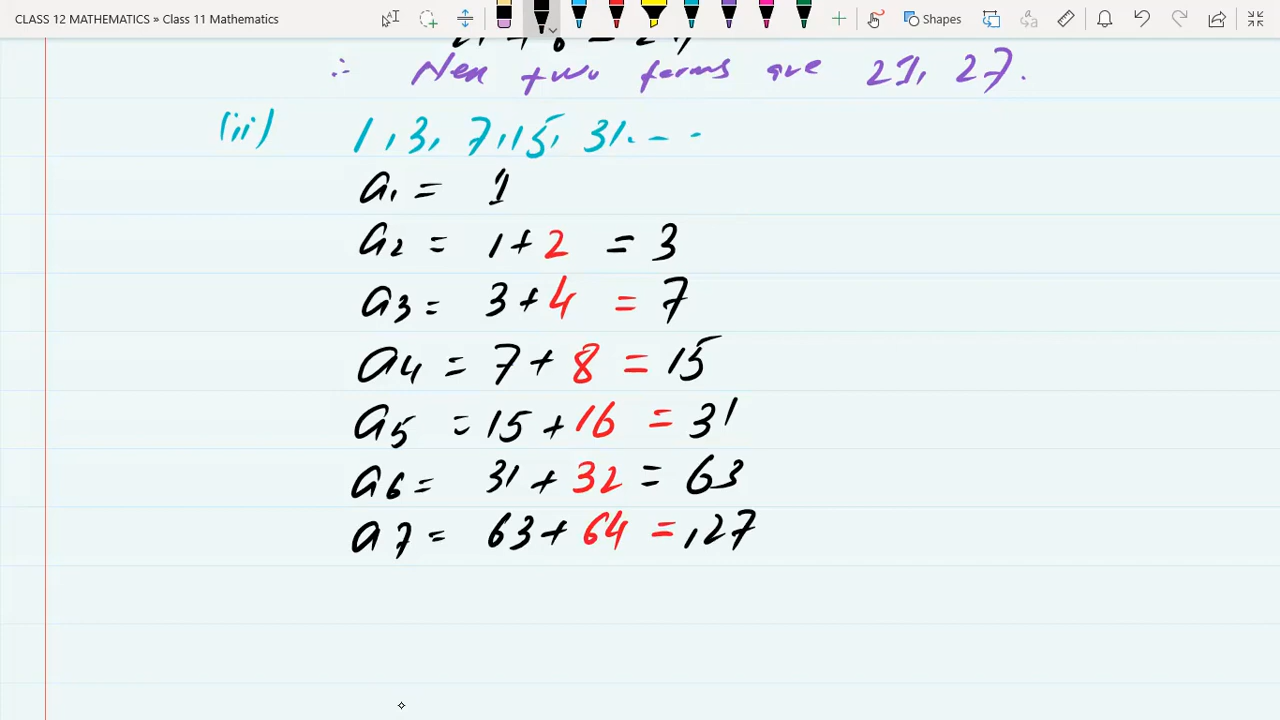 CLASS 12 MATHEMATICS » Class 11 Mathematics
Shapes
∴ Nex two terms are 21, 27.
(ii) 1, 3, 7, 15, 31. - -
a1 = 1
a2 = 1 + 2 = 3
a3 = 3 + 4 = 7
a4 = 7 + 8 = 15
a5 = 15 + 16 = 31
a6 = 31 + 32 = 63
a7 = 63 + 64 = 127